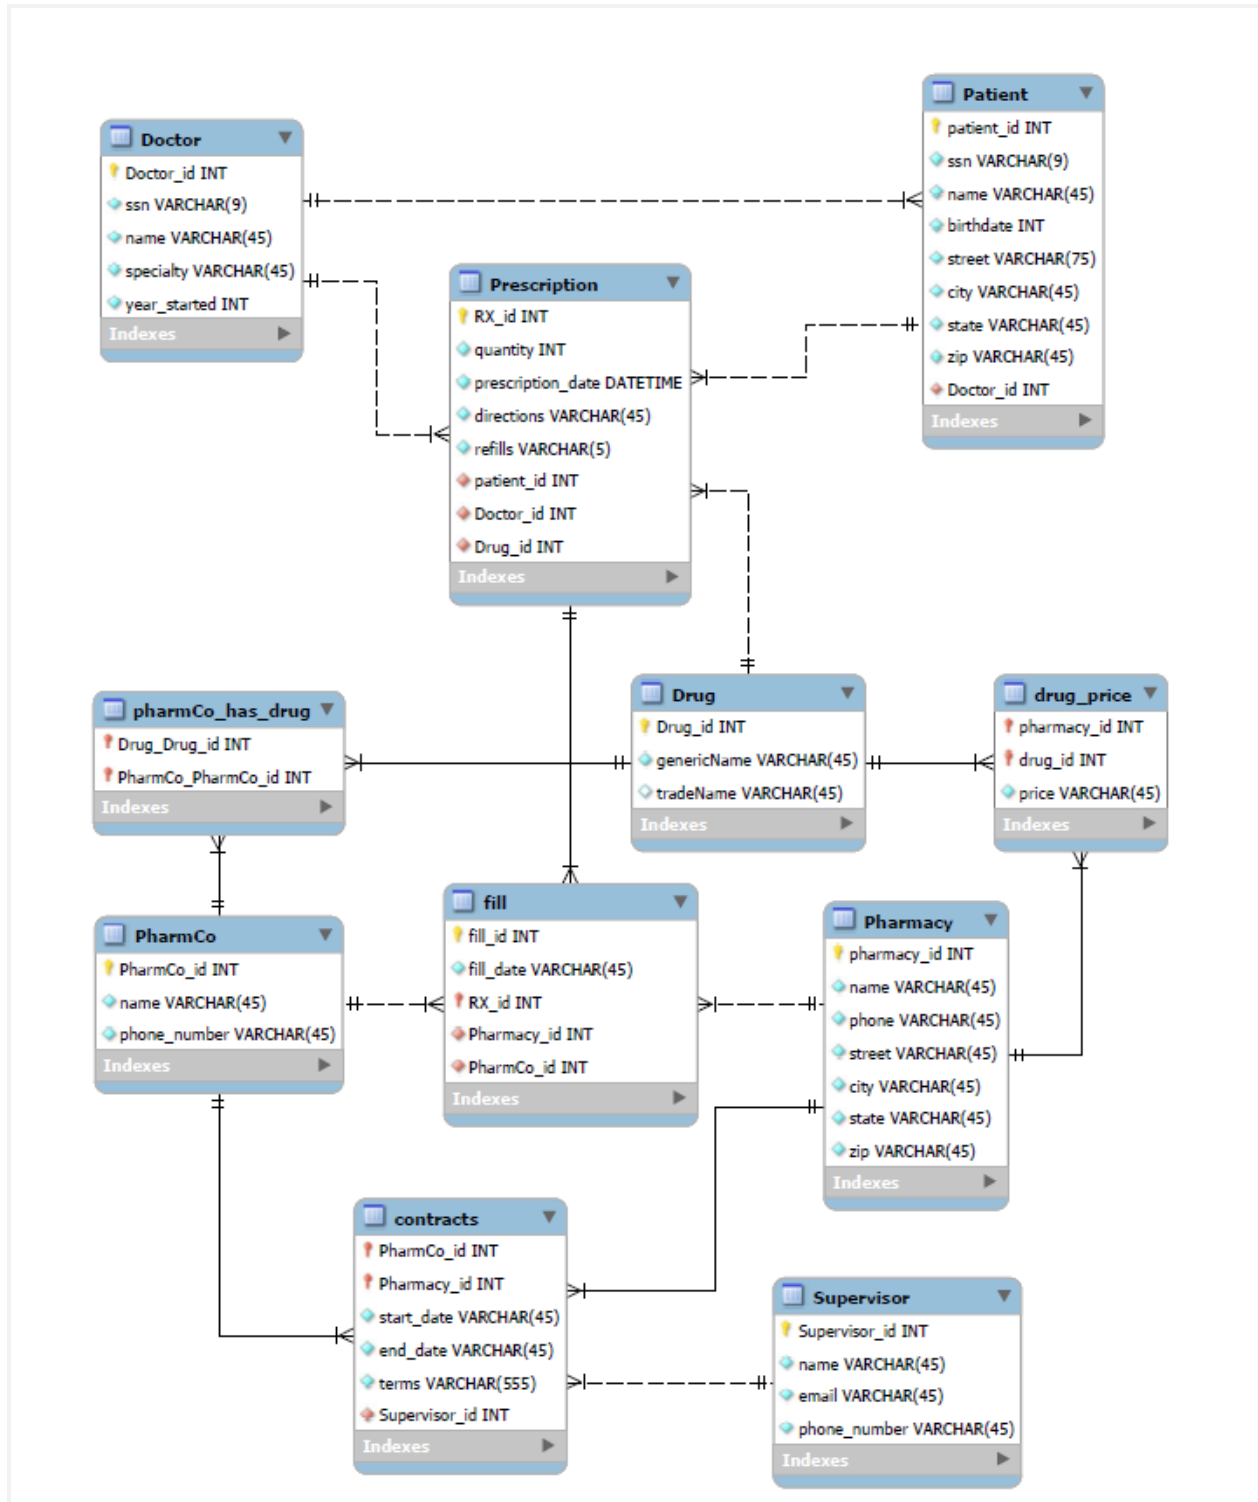 Doctor
Doctor_id INT
ssn VARCHAR(9)
name VARCHAR(45)
specialty VARCHAR(45)
year_started INT
Indexes
Patient
patient_id INT
ssn VARCHAR(9)
name VARCHAR(45)
birthdate INT
street VARCHAR(75)
city VARCHAR(45)
state VARCHAR(45)
zip VARCHAR(45)
Doctor_id INT
Indexes
Prescription
RX_id INT
quantity INT
prescription_date DATETIME
directions VARCHAR(45)
refills VARCHAR(5)
patient_id INT
Doctor_id INT
Drug_id INT
Indexes
pharmCo_has_drug
Drug_Drug_id INT
PharmCo_PharmCo_id INT
Indexes
Drug
Drug_id INT
genericName VARCHAR(45)
tradeName VARCHAR(45)
Indexes
drug_price
pharmacy_id INT
drug_id INT
price VARCHAR(45)
Indexes
PharmCo
PharmCo_id INT
name VARCHAR(45)
phone_number VARCHAR(45)
Indexes
fill
fill_id INT
fill_date VARCHAR(45)
RX_id INT
Pharmacy_id INT
PharmCo_id INT
Indexes
Pharmacy
pharmacy_id INT
name VARCHAR(45)
phone VARCHAR(45)
street VARCHAR(45)
city VARCHAR(45)
state VARCHAR(45)
zip VARCHAR(45)
Indexes
contracts
PharmCo_id INT
Pharmacy_id INT
start_date VARCHAR(45)
end_date VARCHAR(45)
terms VARCHAR(555)
Supervisor_id INT
Indexes
Supervisor
Supervisor_id INT
name VARCHAR(45)
email VARCHAR(45)
phone_number VARCHAR(45)
Indexes